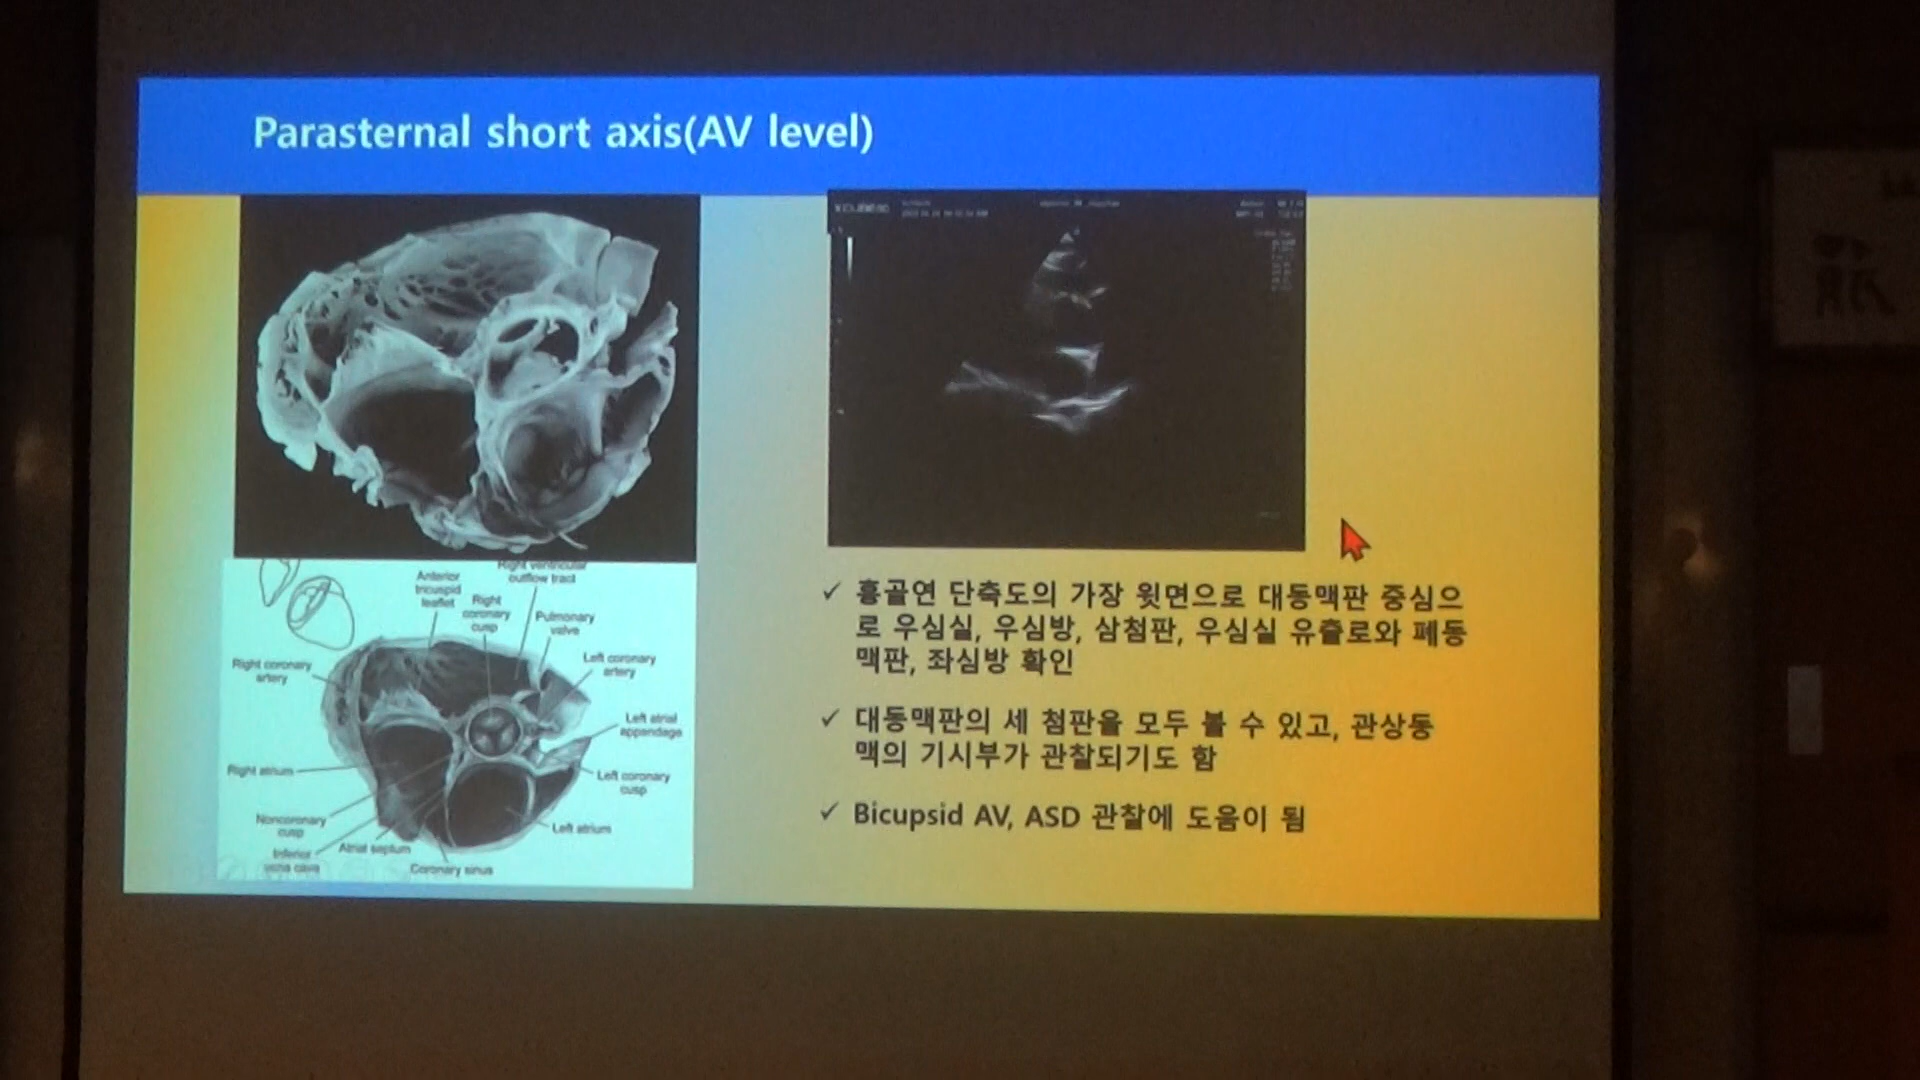 Parasternal short axis(AV level)
Right ventricular
outflow tract
Anterior
tricuspid
leaflet
Right
coronary
cusp
Pulmonary
valve
Right coronary
artery
Left coronary
artery
Left atrial
appendage
Right atrium
Left coronary
cusp
Noncoronary
cusp
Left atrium
Inferior
vena cava
Atrial septum
Coronary sinus
✓ 흉골연 단축도의 가장 윗면으로 대동맥판 중심으
로 우심실, 우심방, 삼첨판, 우심실 유출로와 폐동
맥판, 좌심방 확인
✓ 대동맥판의 세 첨판을 모두 볼 수 있고, 관상동
맥의 기시부가 관찰되기도 함
✓ Bicupsid AV, ASD 관찰에 도움이 됨